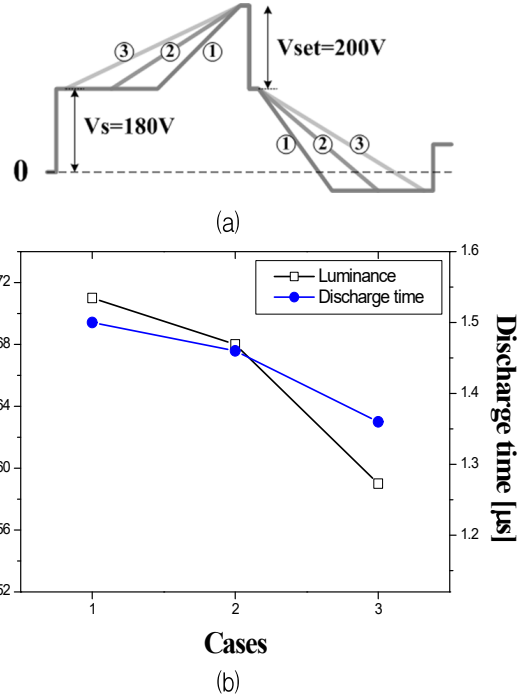 ③ ② ① Vset=200V
Vs=180V
① ② ③
0
(a)
Luminance
Discharge time
72
68
64
60
56
52
1.6
1.5
1.4
1.3
1.2
Discharge time [μs]
1 2 3
Cases
(b)